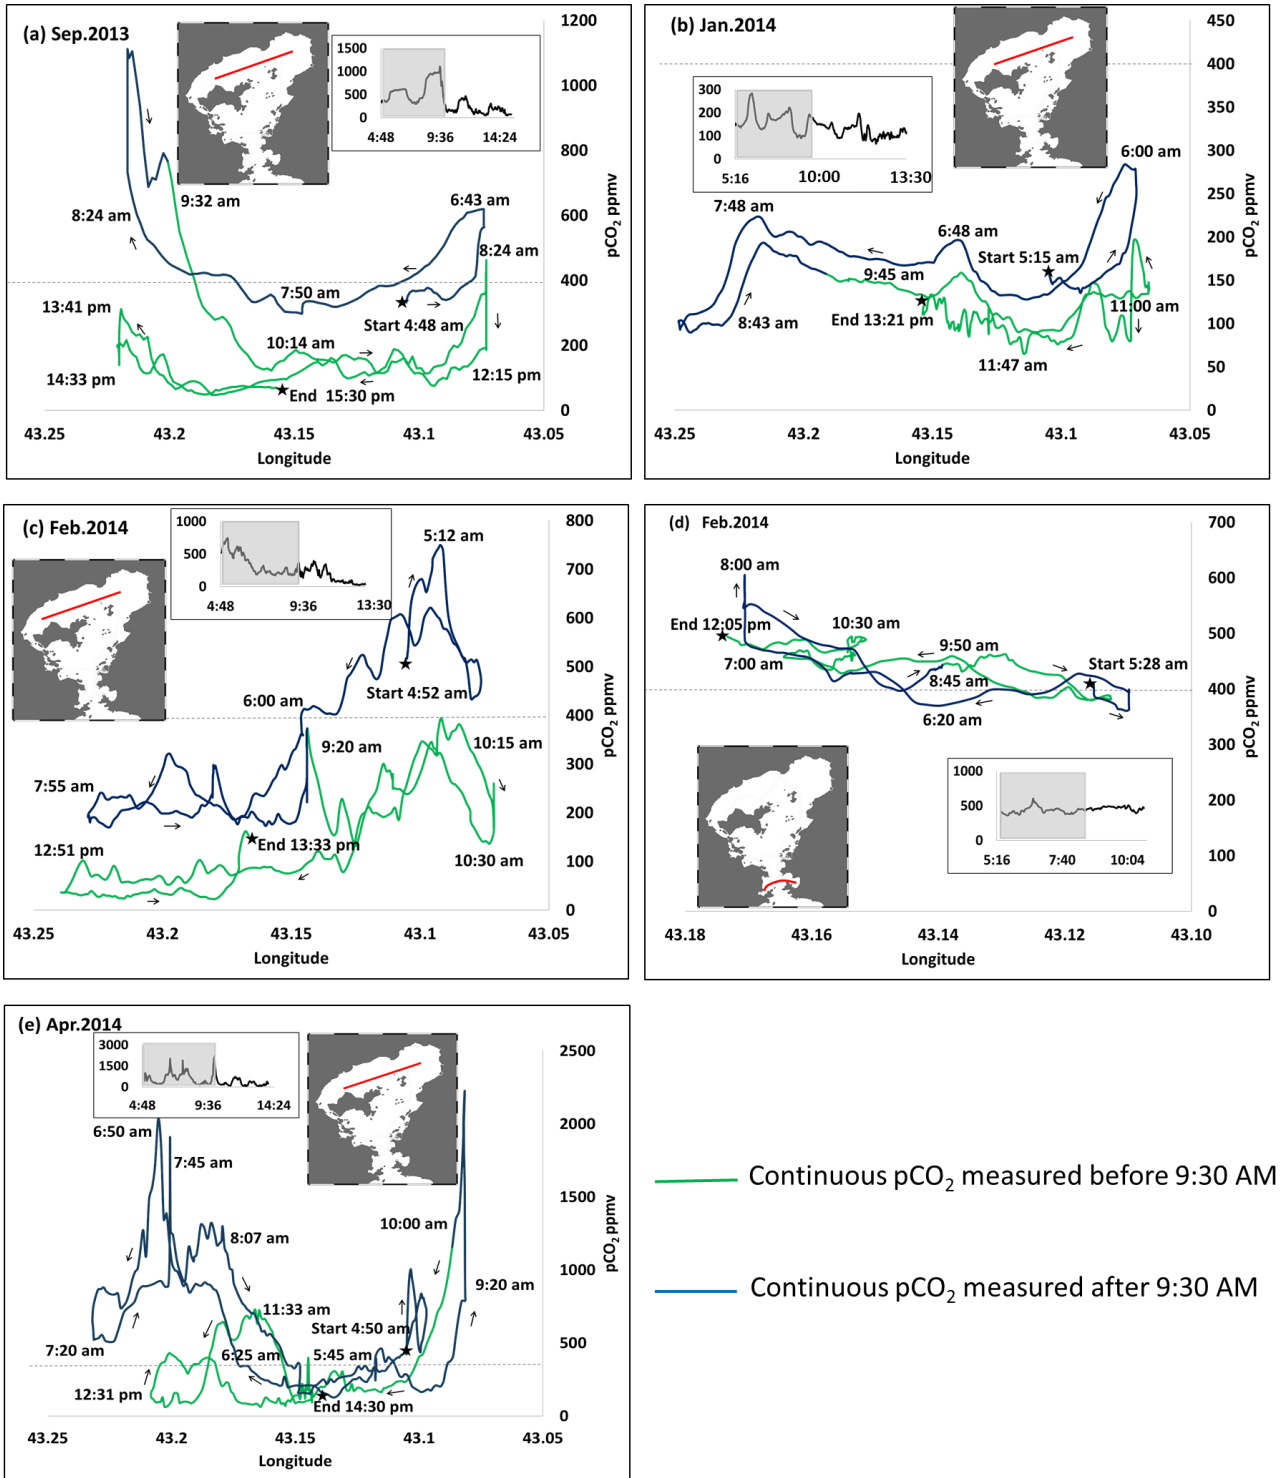 (a) Sep.2013
1200
1000
800
600
400
200
0
pCO2 ppmv
1500
1000
500
0
4:48
9:36
14:24
9:32 am
8:24 am
6:43 am
8:24 am
7:50 am
Start 4:48 am
13:41 pm
10:14 am
14:33 pm
12:15 pm
End 15:30 pm
43.25
43.2
43.15
43.1
43.05
Longitude
(b) Jan.2014
450
400
350
300
250
200
150
100
50
0
pCO2 ppmv
300
200
100
0
5:16
10:00
13:30
6:00 am
7:48 am
6:48 am
Start 5:15 am
9:45 am
8:43 am
End 13:21 pm
11:00 am
11:47 am
43.25
43.2
43.15
43.1
43.05
Longitude
(c) Feb.2014
800
700
600
500
400
300
200
100
0
pCO2 ppmv
1000
500
0
4:48
9:36
13:30
5:12 am
Start 4:52 am
6:00 am
9:20 am
10:15 am
7:55 am
12:51 pm
End 13:33 pm
10:30 am
43.25
43.2
43.15
43.1
43.05
Longitude
(d) Feb.2014
700
600
500
400
300
200
100
0
pCO2 ppmv
8:00 am
End 12:05 pm
10:30 am
7:00 am
9:50 am
8:45 am
Start 5:28 am
6:20 am
1000
500
0
5:16
7:40
10:04
43.18
43.16
43.14
43.12
43.10
Longitude
(e) Apr.2014
2500
2000
1500
1000
500
0
pCO2 ppmv
3000
1500
0
4:48
9:36
14:24
6:50 am
7:45 am
8:07 am
10:00 am
9:20 am
11:33 am
Start 4:50 am
7:20 am
6:25 am
5:45 am
12:31 pm
End 14:30 pm
43.25
43.2
43.15
43.1
43.05
Longitude
Continuous pCO2 measured before 9:30 AM
Continuous pCO2 measured after 9:30 AM